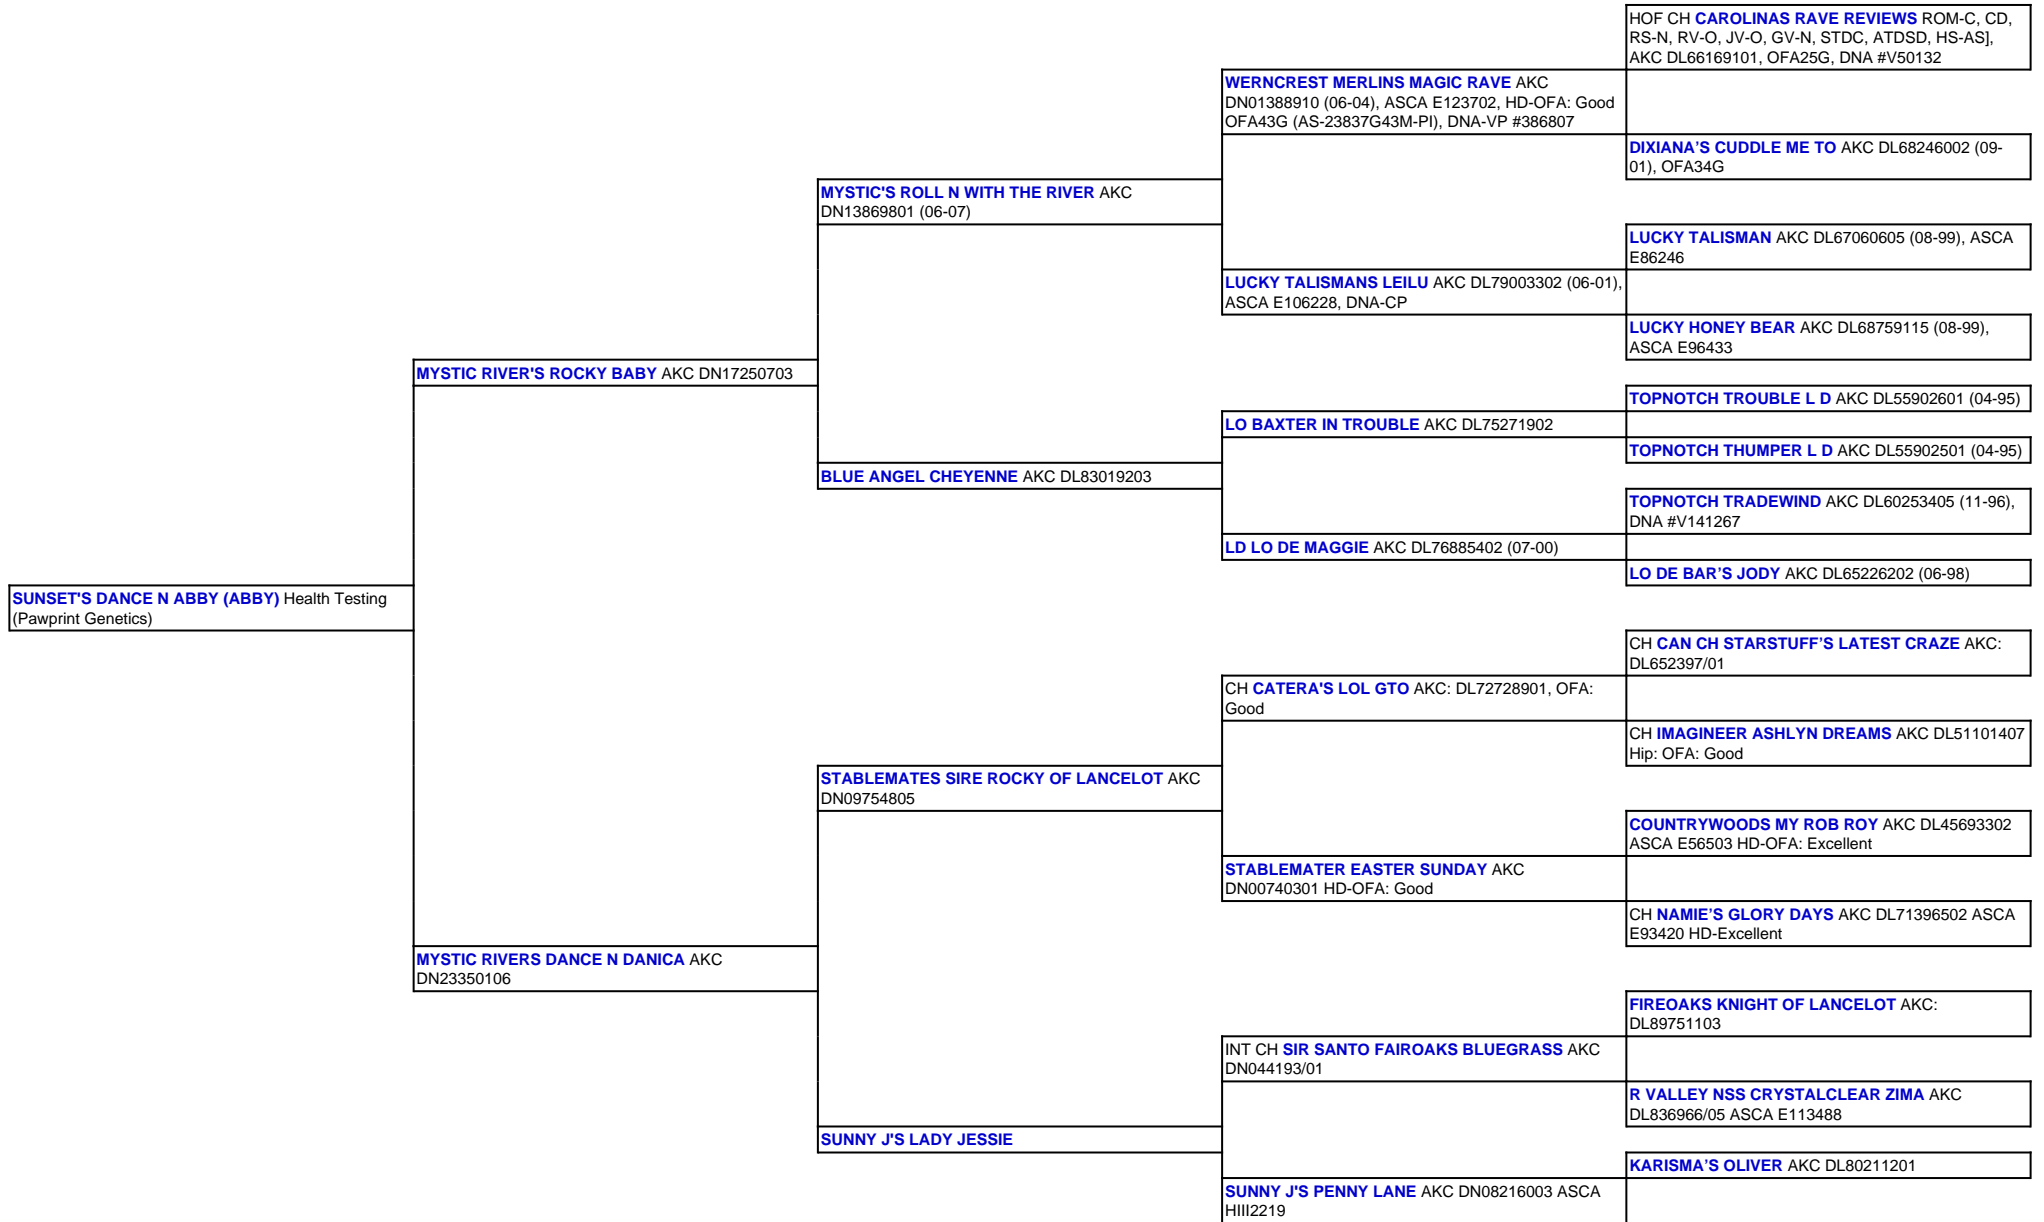 HOF CH CAROLINAS RAVE REVIEWS ROM-C, CD,
RS-N, RV-O, JV-O, GV-N, STDC, ATDSD, HS-AS],
AKC DL66169101, OFA25G, DNA #V50132
WERNCREST MERLINS MAGIC RAVE AKC
DN01388910 (06-04), ASCA E123702, HD-OFA: Good
OFA43G (AS-23837G43M-PI), DNA-VP #386807
DIXIANA’S CUDDLE ME TO AKC DL68246002 (09-
01), OFA34G
MYSTIC'S ROLL N WITH THE RIVER AKC
DN13869801 (06-07)
LUCKY TALISMAN AKC DL67060605 (08-99), ASCA
E86246
LUCKY TALISMANS LEILU AKC DL79003302 (06-01),
ASCA E106228, DNA-CP
LUCKY HONEY BEAR AKC DL68759115 (08-99),
ASCA E96433
MYSTIC RIVER'S ROCKY BABY AKC DN17250703
TOPNOTCH TROUBLE L D AKC DL55902601 (04-95)
LO BAXTER IN TROUBLE AKC DL75271902
TOPNOTCH THUMPER L D AKC DL55902501 (04-95)
BLUE ANGEL CHEYENNE AKC DL83019203
TOPNOTCH TRADEWIND AKC DL60253405 (11-96),
DNA #V141267
LD LO DE MAGGIE AKC DL76885402 (07-00)
LO DE BAR’S JODY AKC DL65226202 (06-98)
SUNSET'S DANCE N ABBY (ABBY) Health Testing
(Pawprint Genetics)
CH CAN CH STARSTUFF’S LATEST CRAZE AKC:
DL652397/01
CH CATERA'S LOL GTO AKC: DL72728901, OFA:
Good
CH IMAGINEER ASHLYN DREAMS AKC DL51101407
Hip: OFA: Good
STABLEMATES SIRE ROCKY OF LANCELOT AKC
DN09754805
COUNTRYWOODS MY ROB ROY AKC DL45693302
ASCA E56503 HD-OFA: Excellent
STABLEMATER EASTER SUNDAY AKC
DN00740301 HD-OFA: Good
CH NAMIE’S GLORY DAYS AKC DL71396502 ASCA
E93420 HD-Excellent
MYSTIC RIVERS DANCE N DANICA AKC
DN23350106
FIREOAKS KNIGHT OF LANCELOT AKC:
DL89751103
INT CH SIR SANTO FAIROAKS BLUEGRASS AKC
DN044193/01
R VALLEY NSS CRYSTALCLEAR ZIMA AKC
DL836966/05 ASCA E113488
SUNNY J'S LADY JESSIE
KARISMA’S OLIVER AKC DL80211201
SUNNY J'S PENNY LANE AKC DN08216003 ASCA
HIII2219